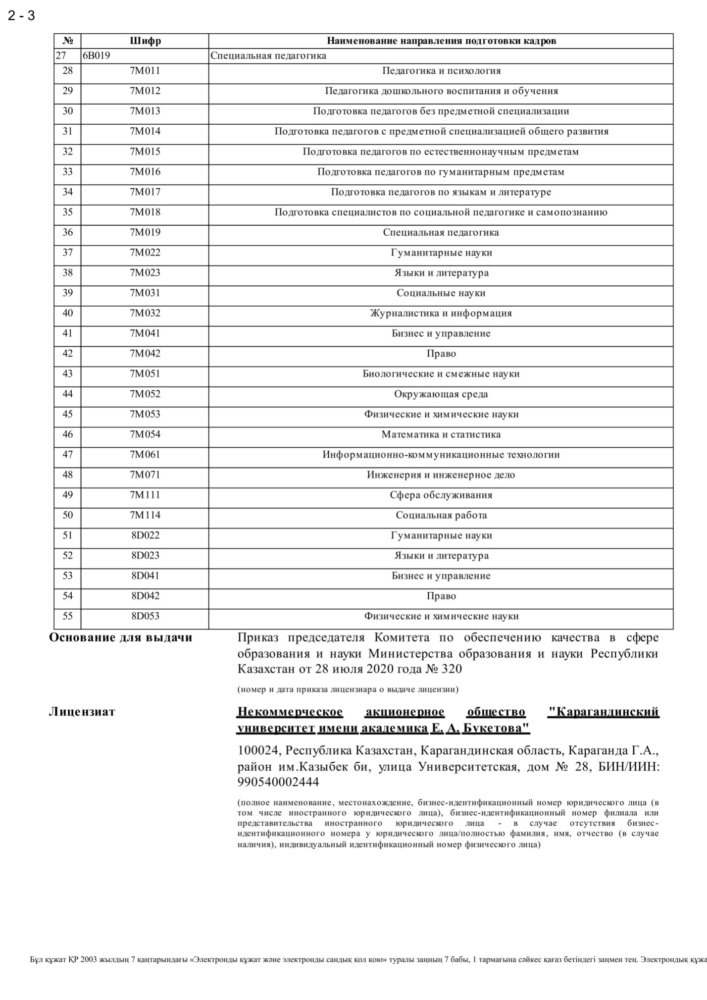 2 - 3
№ Шифр Наименование направления подготовки кадров
27 6B019 Специальная педагогика
28 7M011 Педагогика и психология
29 7M012 Педагогика дошкольного воспитания и обучения
30 7M013 Подготовка педагогов без предметной специализации
31 7M014 Подготовка педагогов с предметной специализацией общего развития
32 7M015 Подготовка педагогов по естественнонаучным предметам
33 7M016 Подготовка педагогов по гуманитарным предметам
34 7M017 Подготовка педагогов по языкам и литературе
35 7M018 Подготовка специалистов по социальной педагогике и самопознанию
36 7M019 Специальная педагогика
37 7M022 Гуманитарные науки
38 7M023 Языки и литература
39 7M031 Социальные науки
40 7M032 Журналистика и информация
41 7M041 Бизнес и управление
42 7M042 Право
43 7M051 Биологические и смежные науки
44 7M052 Окружающая среда
45 7M053 Физические и химические науки
46 7M054 Математика и статистика
47 7M061 Информационно-коммуникационные технологии
48 7M071 Инженерия и инженерное дело
49 7M111 Сфера обслуживания
50 7M114 Социальная работа
51 8D022 Гуманитарные науки
52 8D023 Языки и литература
53 8D041 Бизнес и управление
54 8D042 Право
55 8D053 Физические и химические науки
Основание для выдачи Приказ председателя Комитета по обеспечению качества в сфере
образования и науки Министерства образования и науки Республики
Казахстан от 28 июля 2020 года № 320
(номер и дата приказа лицензиара о выдаче лицензии)
Лицензиат Некоммерческое акционерное общество "Карагандинский
университет имени академика Е. А. Букетова"
100024, Республика Казахстан, Карагандинская область, Караганда Г.А.,
район им.Казыбек би, улица Университетская, дом № 28, БИН/ИИН:
990540002444
(полное наименование, местонахождение, бизнес-идентификационный номер юридического лица (в
том числе иностранного юридического лица), бизнес-идентификационный номер филиала или
представительства иностранного юридического лица - в случае отсутствия бизнес-
идентификационного номера у юридического лица/полностью фамилия, имя, отчество (в случае
наличия), индивидуальный идентификационный номер физического лица)
Бұл құжат ҚР 2003 жылдың 7 қаңтарындағы «Электронды құжат және электронды сандық қол қою» туралы заңның 7 бабы, 1 тармағына сәйкес қағаз бетіндегі заңмен тең. Электрондық